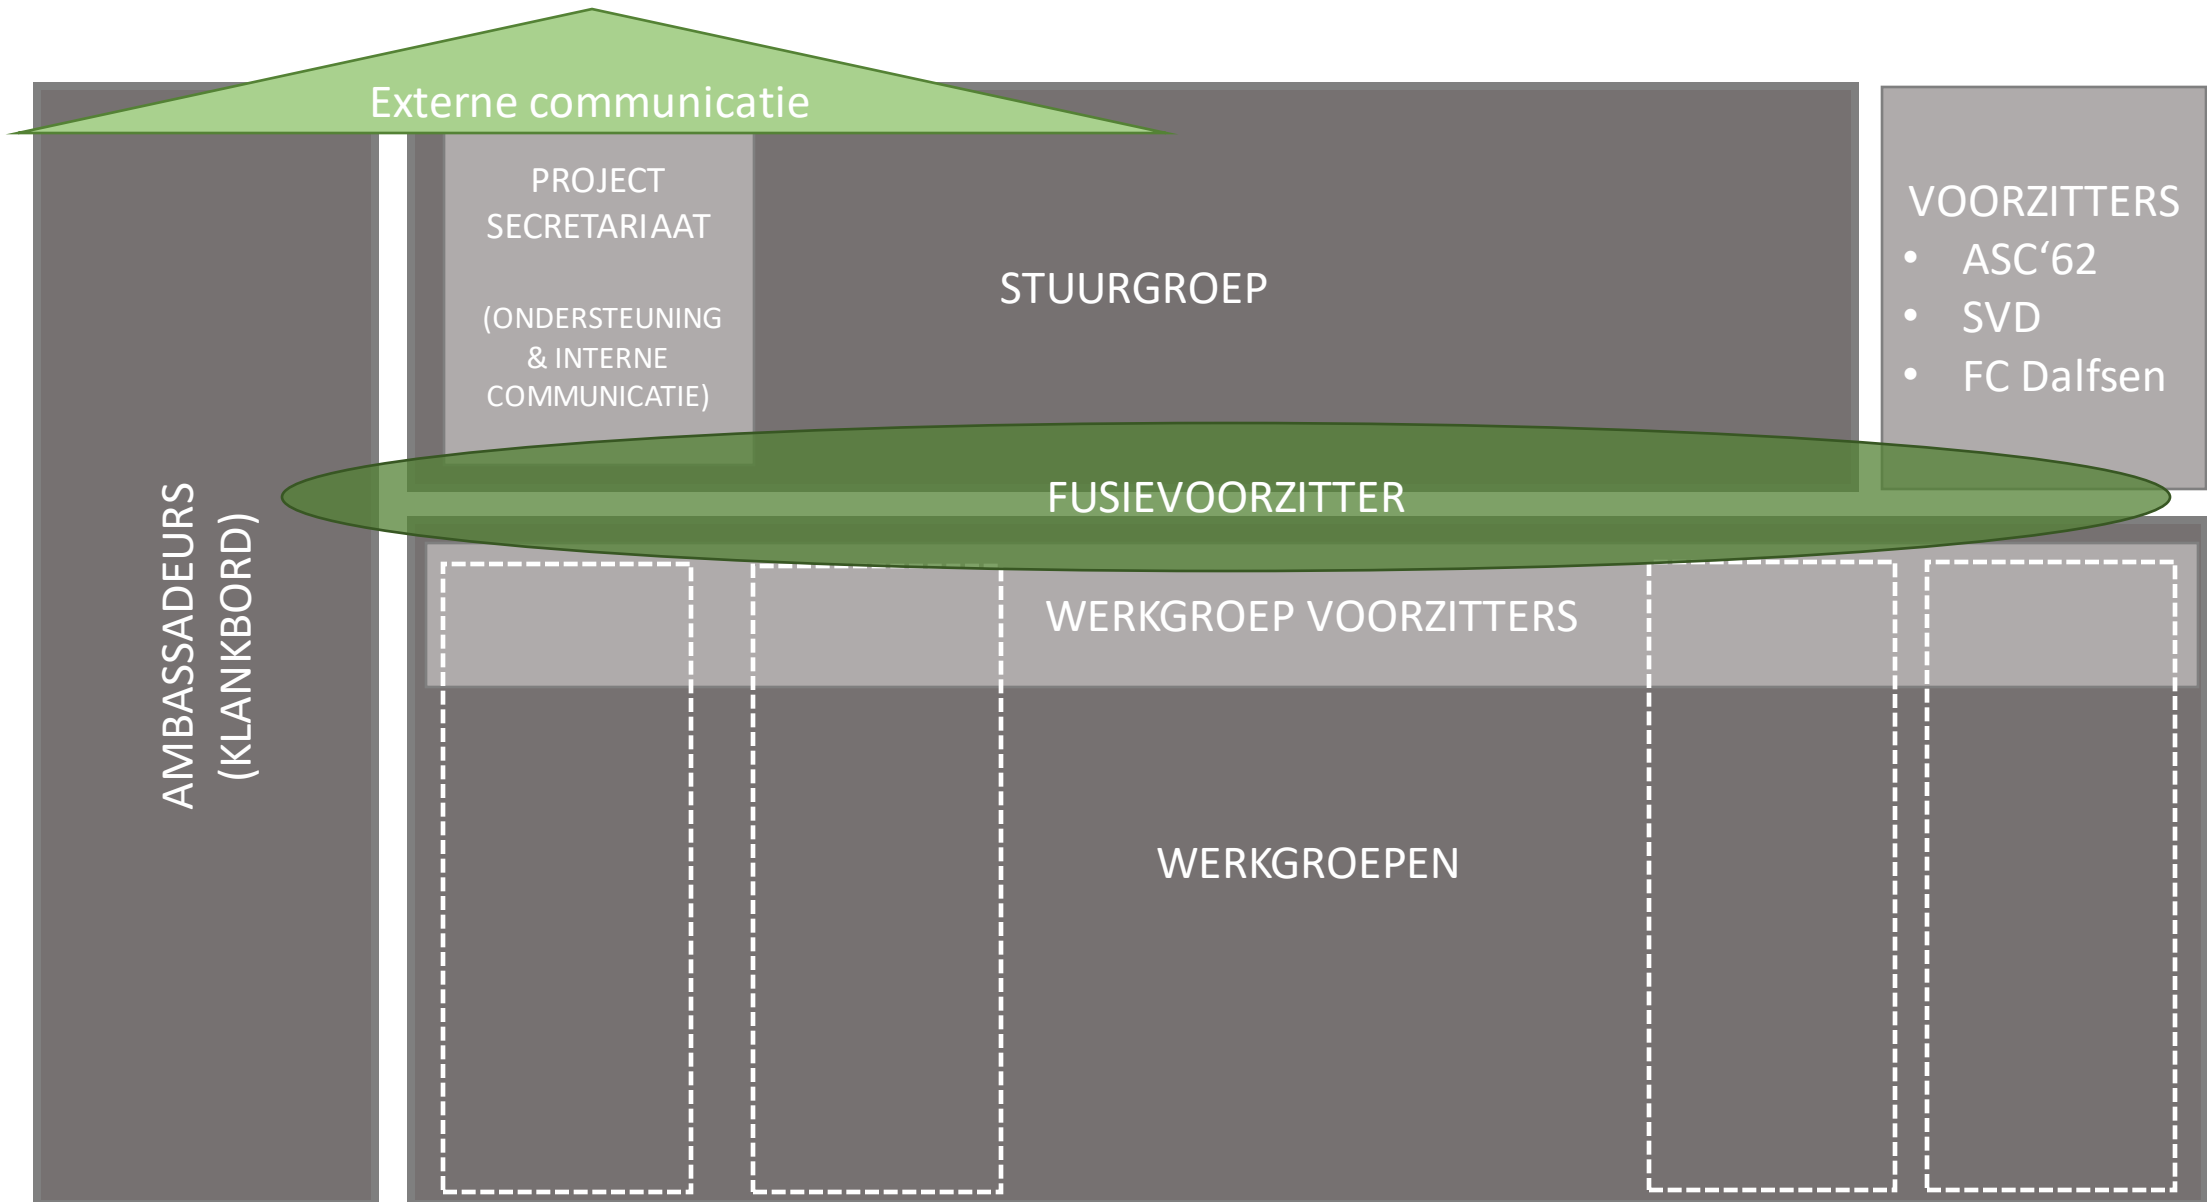 Externe communicatie
PROJECT
SECRETARIAAT
(ONDERSTEUNING
& INTERNE
COMMUNICATIE)
STUURGROEP
VOORZITTERS
• ASC‘62
• SVD
• FC Dalfsen
FUSIEVOORZITTER
AMBASSADEURS
(KLANKBORD)
WERKGROEP VOORZITTERS
WERKGROEPEN